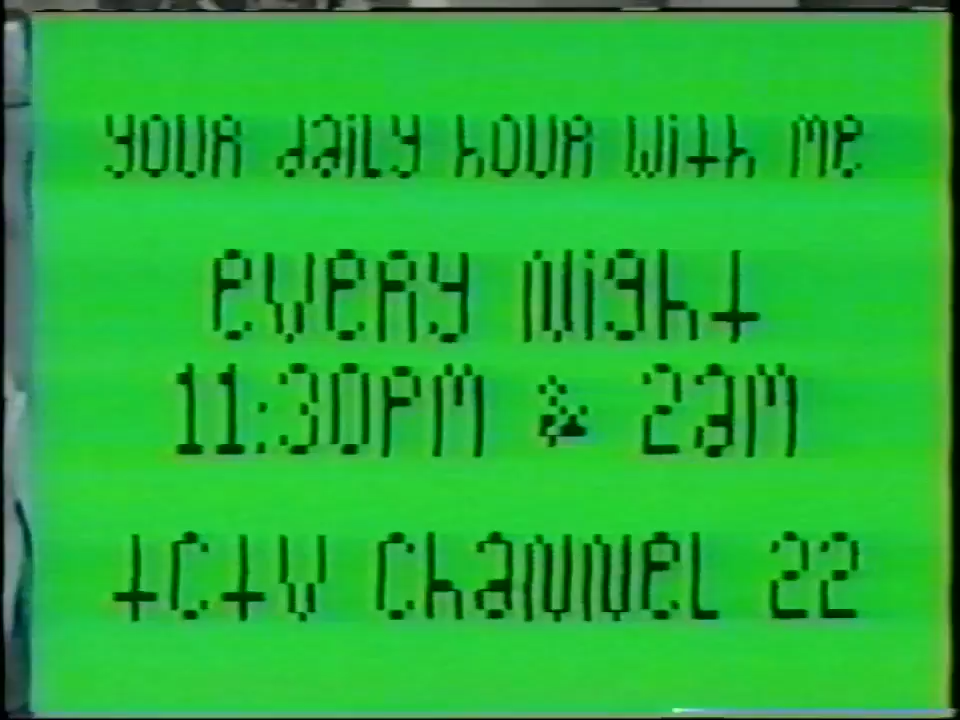 YOUR daiLY hOUR With Me
eVeRY Night
11:30PM & 2aM
tCtV ChaNNeL 22